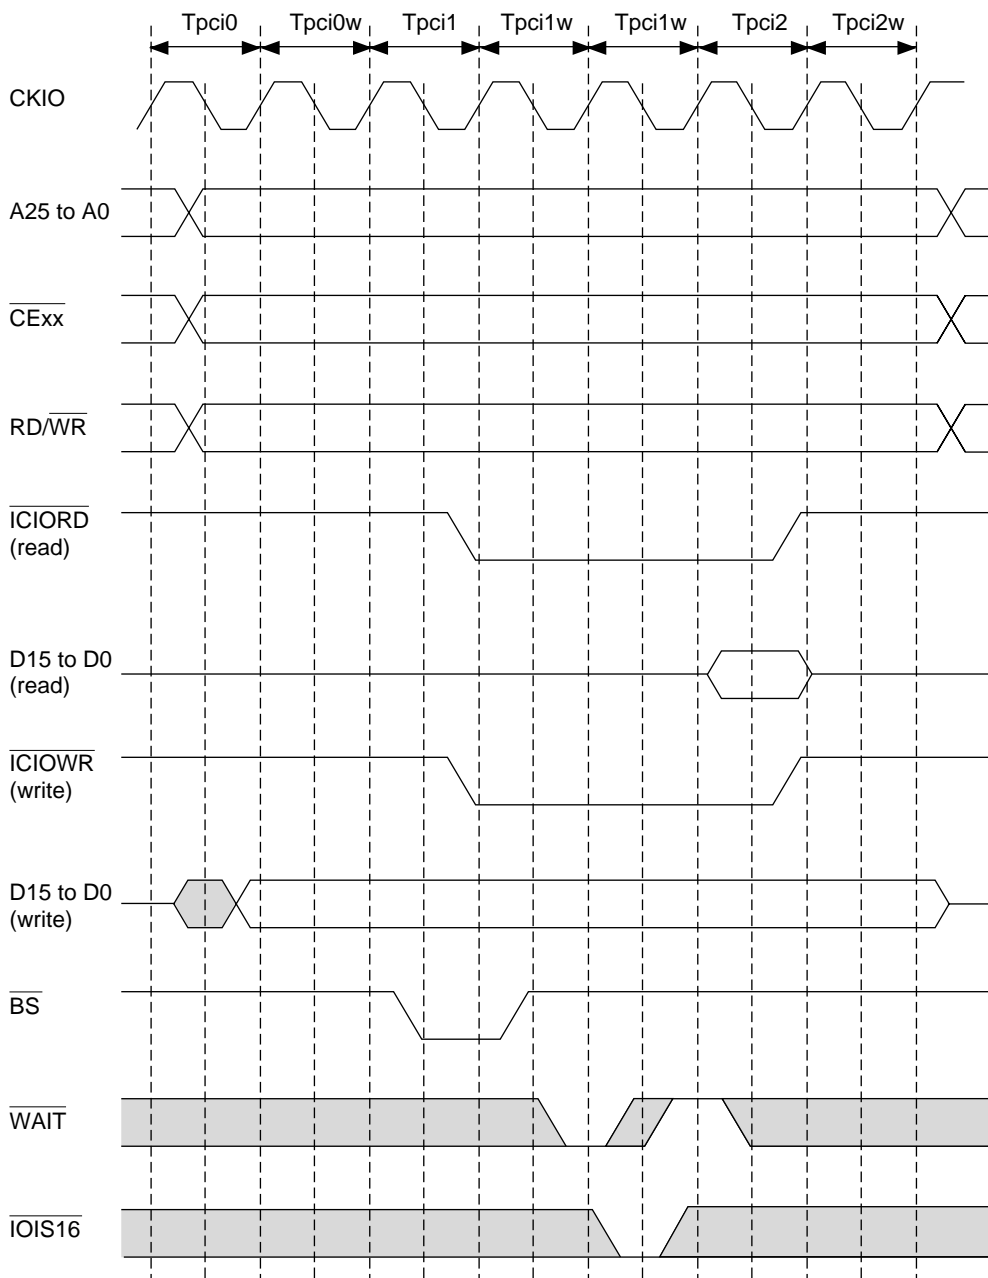 Tpci0 Tpci0w Tpci1 Tpci1w Tpci1w Tpci2 Tpci2w
CKIO
A25 to A0
CExx
RD/WR
ICIORD
(read)
D15 to D0
(read)
ICIOWR
(write)
D15 to D0
(write)
BS
WAIT
IOIS16